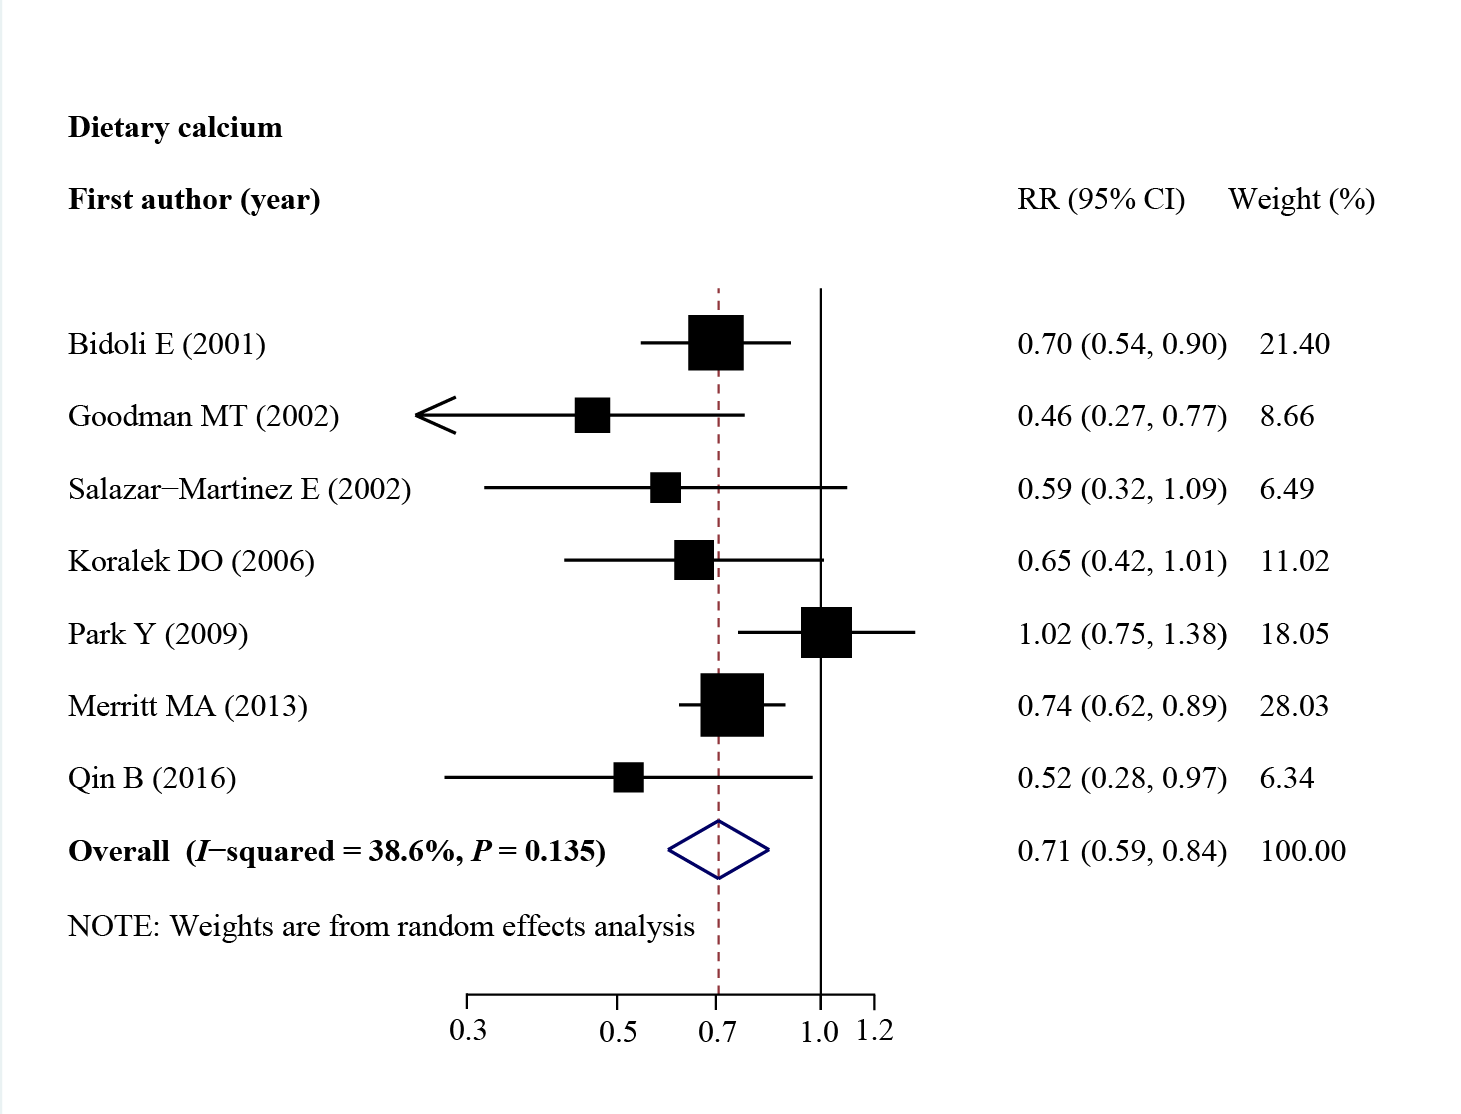 Dietary calcium
First author (year) RR (95% CI) Weight (%)
Bidoli E (2001) 0.70 (0.54, 0.90) 21.40
Goodman MT (2002) 0.46 (0.27, 0.77) 8.66
Salazar−Martinez E (2002) 0.59 (0.32, 1.09) 6.49
Koralek DO (2006) 0.65 (0.42, 1.01) 11.02
Park Y (2009) 1.02 (0.75, 1.38) 18.05
Merritt MA (2013) 0.74 (0.62, 0.89) 28.03
Qin B (2016) 0.52 (0.28, 0.97) 6.34
Overall (I−squared = 38.6%, P = 0.135) 0.71 (0.59, 0.84) 100.00
NOTE: Weights are from random effects analysis
0.3 0.5 0.7 1.0 1.2